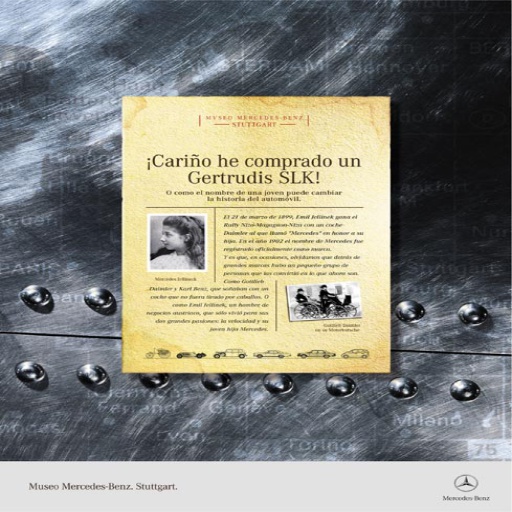 MUSEO MERCEDES-BENZ
STUTTGART
¡Cariño he comprado un
Gertrudis SLK!
O como el nombre de una joven puede cambiar
la historia del automóvil.
El 21 de marzo de 1899, Emil Jellinek gana el
Rally Niza-Magagnon-Niza con un coche
Daimler al que llamó "Mercedes" en honor a su
hija. En el año 1902 el nombre de Mercedes fue
registrado oficialmente como marca.
Y es que, en ocasiones, olvidamos que detrás de
grandes marcas hubo un pequeño grupo de
personas que las convirtió en lo que ahora son.
Como Gottlieb
Daimler y Karl Benz, que soñaban con un
coche que no fuera tirado por caballos. O
como Emil Jellinek, un hombre de
negocios austriaco, que sólo vivió para sus
dos grandes pasiones: la velocidad y su
joven hija Mercedes.
Mercedes Jellinek
Gottlieb Daimler
en su
AMSTERDAM
Hannover
Bremen
Genève
Milano
Torino
75
Museo Mercedes-Benz. Stuttgart.
Mercedes-Benz